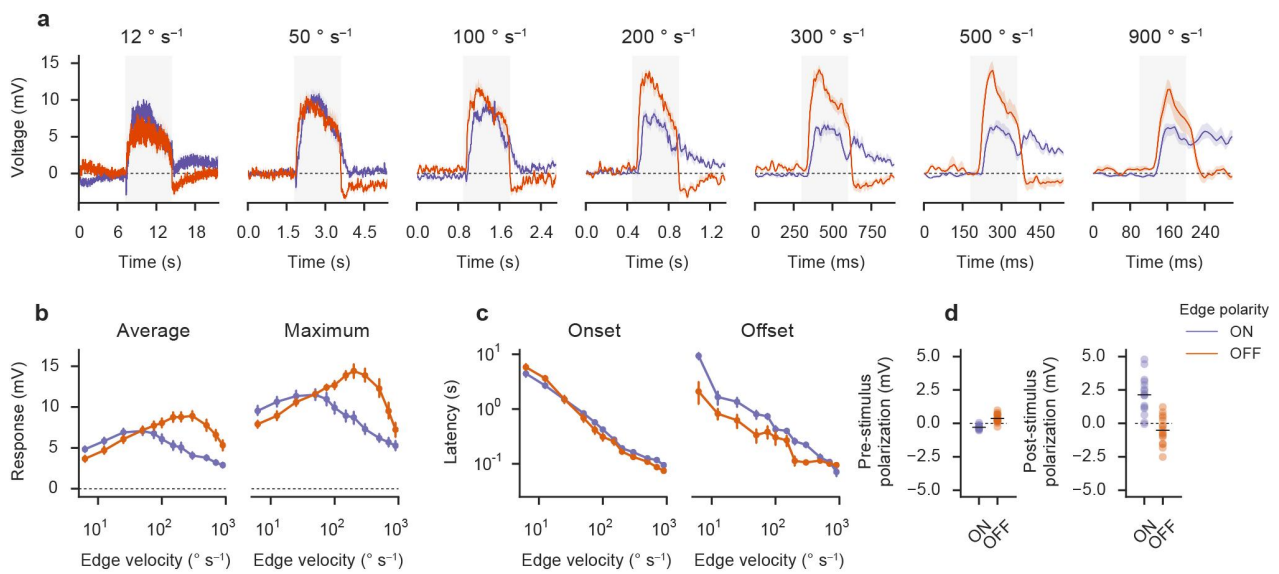 a
12 ° s⁻¹
50 ° s⁻¹
100 ° s⁻¹
200 ° s⁻¹
300 ° s⁻¹
500 ° s⁻¹
900 ° s⁻¹
Voltage (mV)
15
10
5
0
0 6 12 18
0.0 1.5 3.0 4.5
0.0 0.8 1.6 2.4
0.0 0.4 0.8 1.2
0 250 500 750
0 150 300 450
0 80 160 240
Time (s)
Time (s)
Time (s)
Time (s)
Time (ms)
Time (ms)
Time (ms)
b
Average
Maximum
Response (mV)
15
10
5
0
10¹ 10² 10³
10¹ 10² 10³
Edge velocity (° s⁻¹)
Edge velocity (° s⁻¹)
c
Onset
Offset
Latency (s)
10¹
10⁰
10⁻¹
10¹ 10² 10³
10¹ 10² 10³
Edge velocity (° s⁻¹)
Edge velocity (° s⁻¹)
d
Edge polarity
ON
OFF
Pre-stimulus
polarization (mV)
5.0
2.5
0.0
−2.5
−5.0
ON
OFF
Post-stimulus
polarization (mV)
5.0
2.5
0.0
−2.5
−5.0
ON
OFF